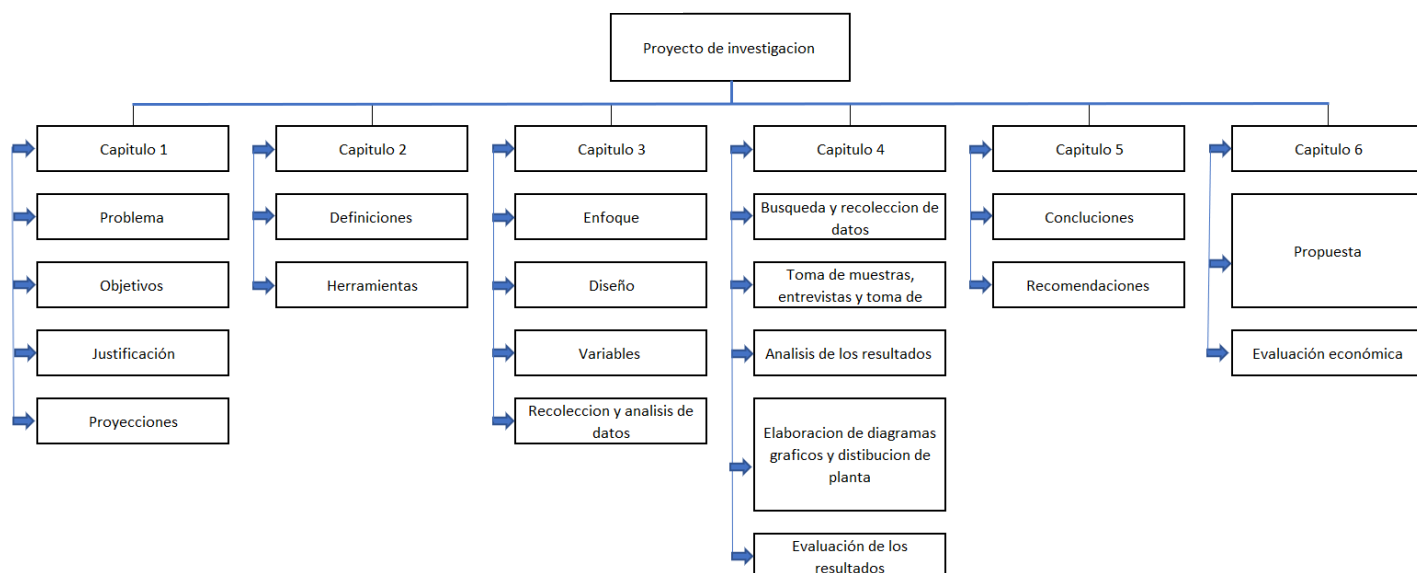 Proyecto de investigacion
Capitulo 1
Problema
Objetivos
Justificación
Proyecciones
Capitulo 2
Definiciones
Herramientas
Capitulo 3
Enfoque
Diseño
Variables
Recoleccion y analisis de
datos
Capitulo 4
Busqueda y recoleccion de
datos
Toma de muestras,
entrevistas y toma de
Analisis de los resultados
Elaboracion de diagramas
graficos y distibucion de
planta
Evaluación de los
resultados
Capitulo 5
Concluciones
Recomendaciones
Capitulo 6
Propuesta
Evaluación económica